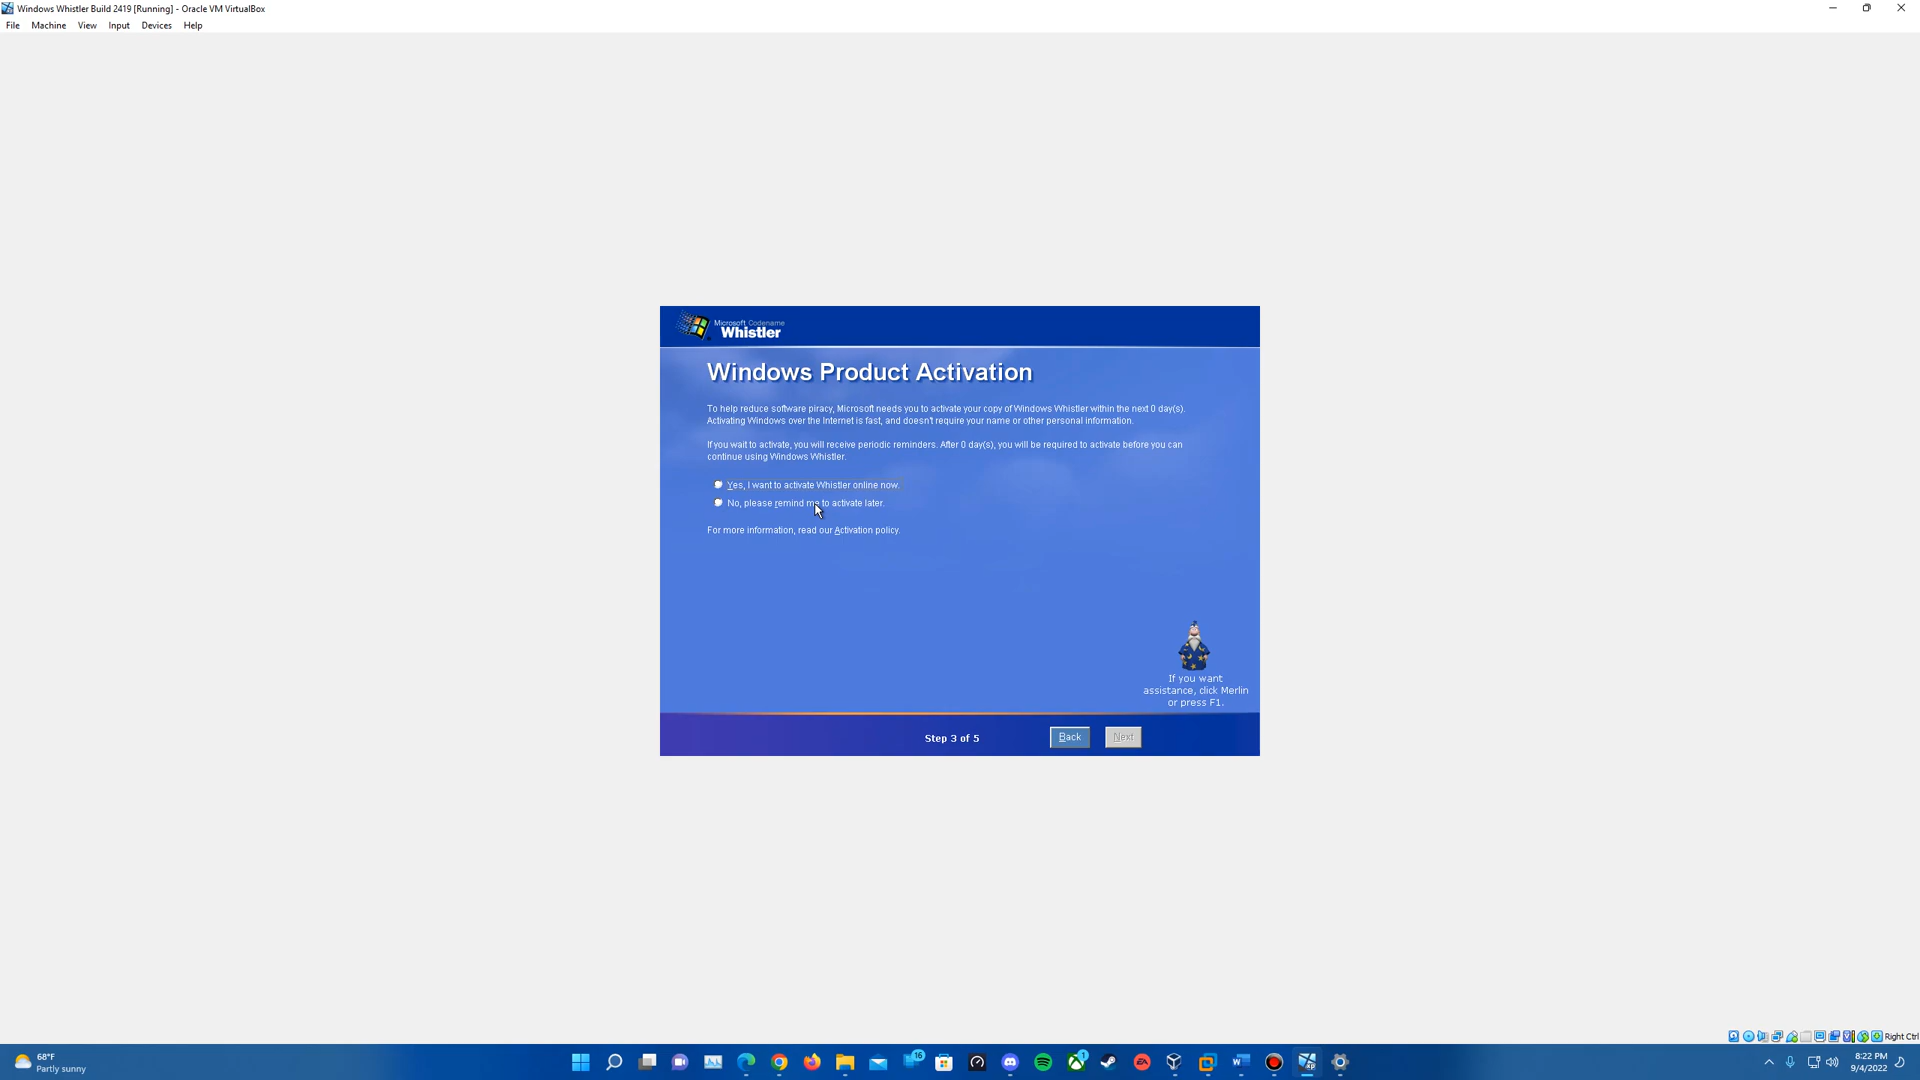 Windows Whistler Build 2419 [Running] - Oracle VM VirtualBox
File Machine View Input Devices Help
Microsoft Codename
Whistler
Windows Product Activation
To help reduce software piracy, Microsoft needs you to activate your copy of Windows Whistler within the next 0 day(s).
Activating Windows over the Internet is fast, and doesn't require your name or other personal information.
If you wait to activate, you will receive periodic reminders. After 0 day(s), you will be required to activate before you can
continue using Windows Whistler.
Yes, I want to activate Whistler online now.
No, please remind me to activate later.
For more information, read our Activation policy.
If you want
assistance, click Merlin
or press F1.
Step 3 of 5
Back
Next
Right Ctrl
68°F
Partly sunny
16
1
EA
xp
8:22 PM
9/4/2022